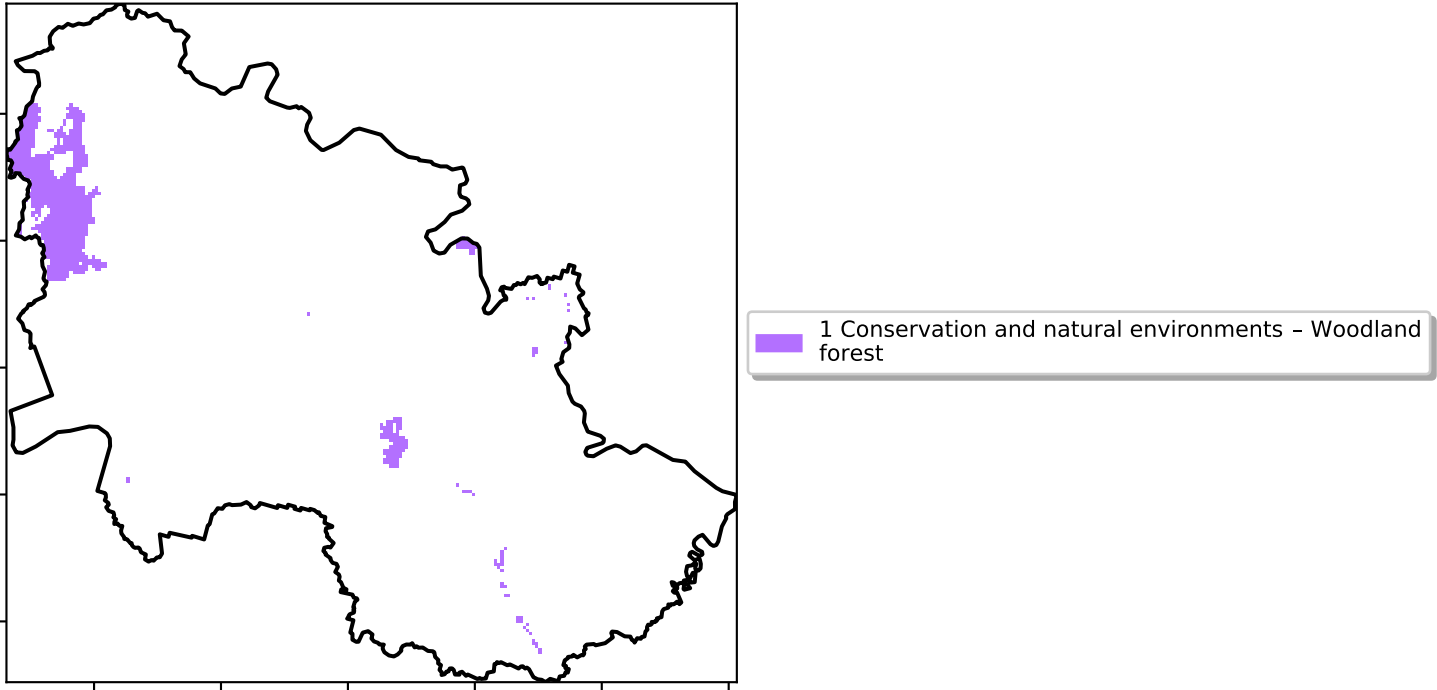 1 Conservation and natural environments – Woodland
forest